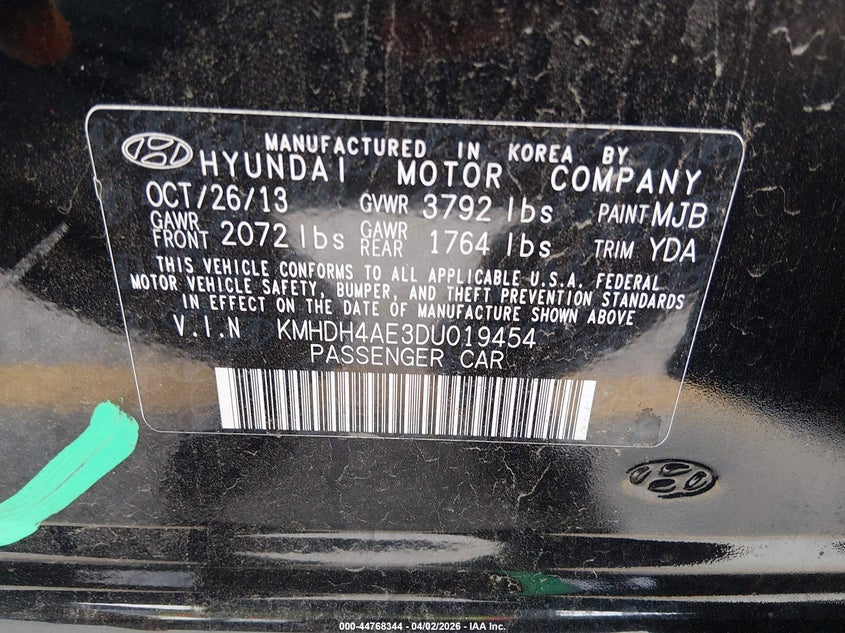 MANUFACTURED IN KOREA BY
HYUNDAI MOTOR COMPANY
OCT/26/13 GVWR 3792 lbs PAINT MJB
GAWR FRONT 2072 lbs GAWR REAR 1764 lbs TRIM YDA
THIS VEHICLE CONFORMS TO ALL APPLICABLE U.S.A. FEDERAL
MOTOR VEHICLE SAFETY, BUMPER, AND THEFT PREVENTION STANDARDS
IN EFFECT ON THE DATE OF MANUFACTURE SHOWN ABOVE
V.I.N KMHDH4AE3DU019454
PASSENGER CAR
000-44768344 | 04/02/2026 - IAA Inc.